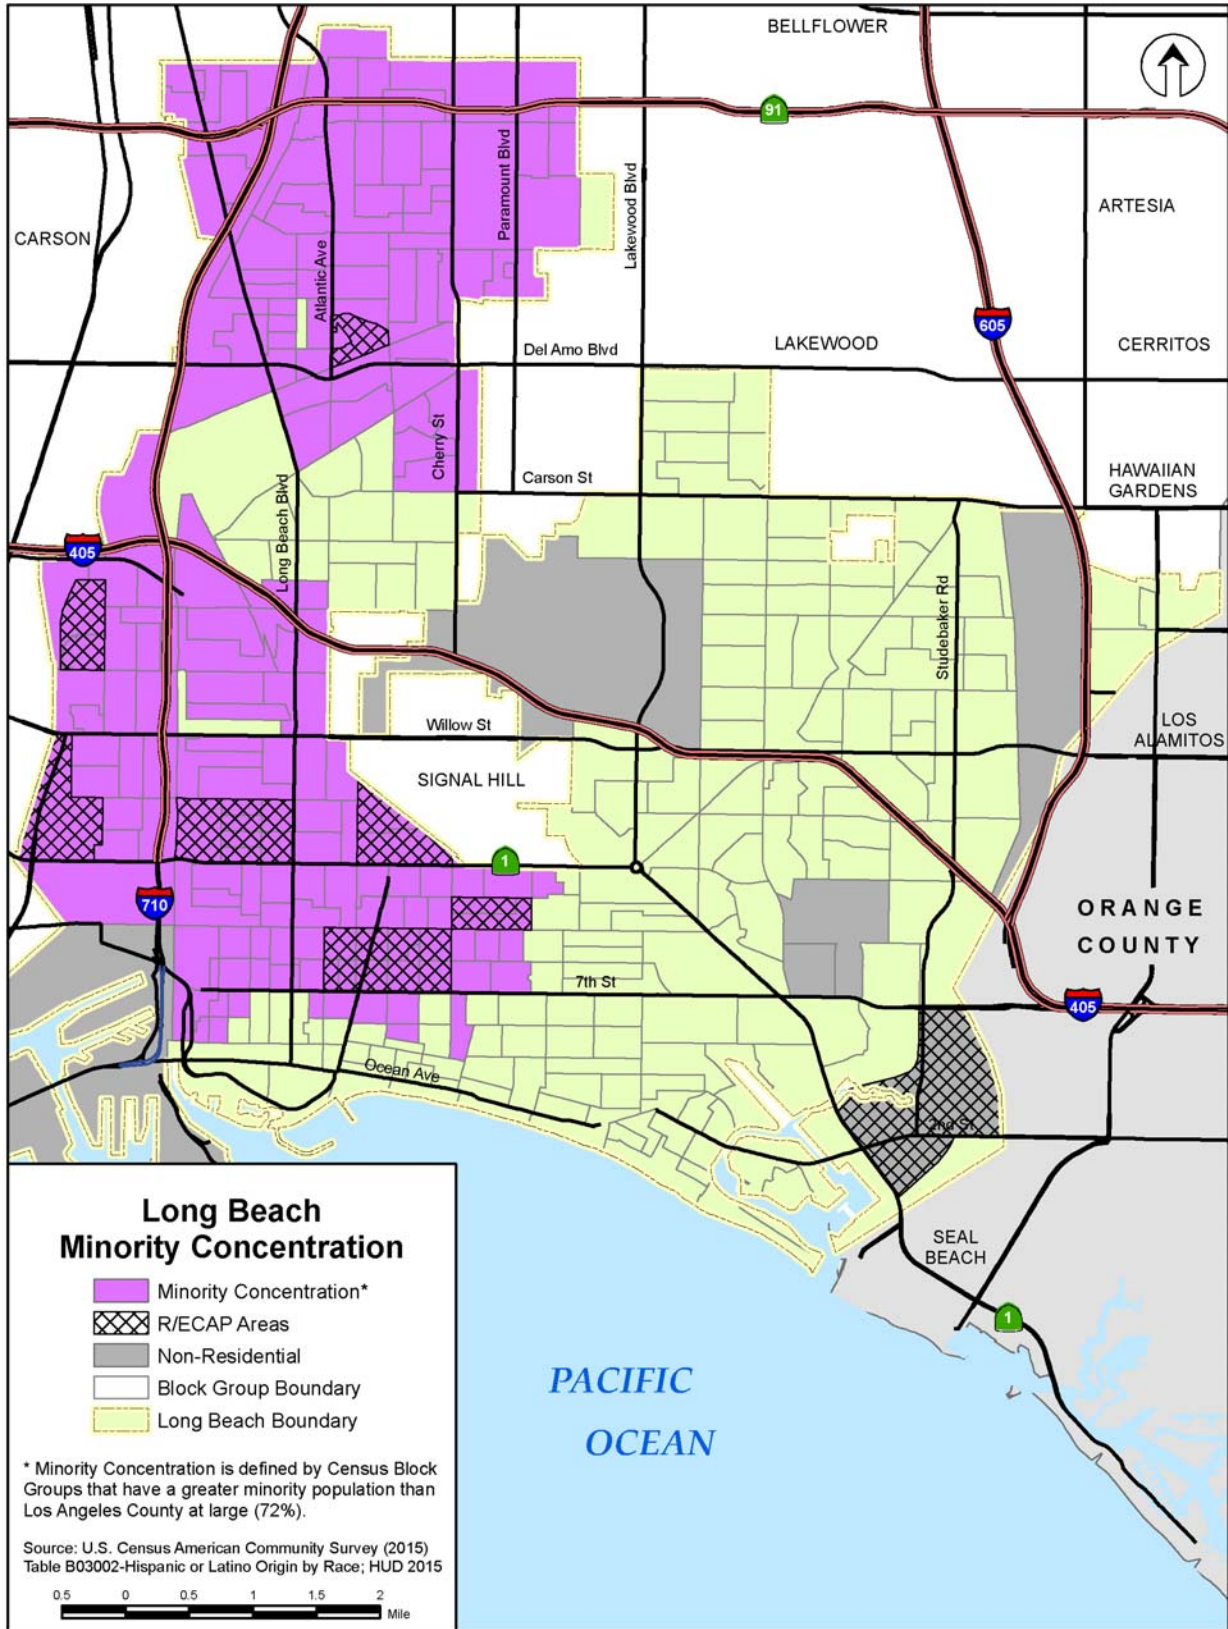 BELLFLOWER
91
Paramount Blvd
Lakewood Blvd
ARTESIA
CARSON
Atlantic Ave
605
Del Amo Blvd
LAKEWOOD
CERRITOS
Cherry St
Carson St
HAWAIIAN
GARDENS
Long Beach Blvd
405
Studebaker Rd
Willow St
LOS
ALAMITOS
SIGNAL HILL
1
710
ORANGE
COUNTY
7th St
405
Ocean Ave
2nd St
SEAL
BEACH
1
PACIFIC
OCEAN
Long Beach
Minority Concentration
Minority Concentration*
R/ECAP Areas
Non-Residential
Block Group Boundary
Long Beach Boundary
* Minority Concentration is defined by Census Block
Groups that have a greater minority population than
Los Angeles County at large (72%).
Source: U.S. Census American Community Survey (2015)
Table B03002-Hispanic or Latino Origin by Race; HUD 2015
0.5 0 0.5 1 1.5 2
Mile